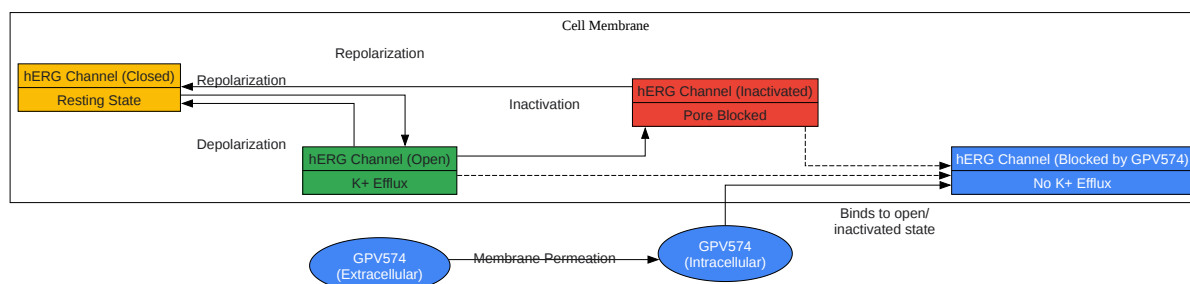 Cell Membrane
Repolarization
hERG Channel (Closed)
Resting State
Repolarization
hERG Channel (Inactivated)
Pore Blocked
Inactivation
Depolarization
hERG Channel (Open)
K+ Efflux
hERG Channel (Blocked by GPV574)
No K+ Efflux
Binds to open/
inactivated state
GPV574
(Extracellular)
Membrane Permeation
GPV574
(Intracellular)